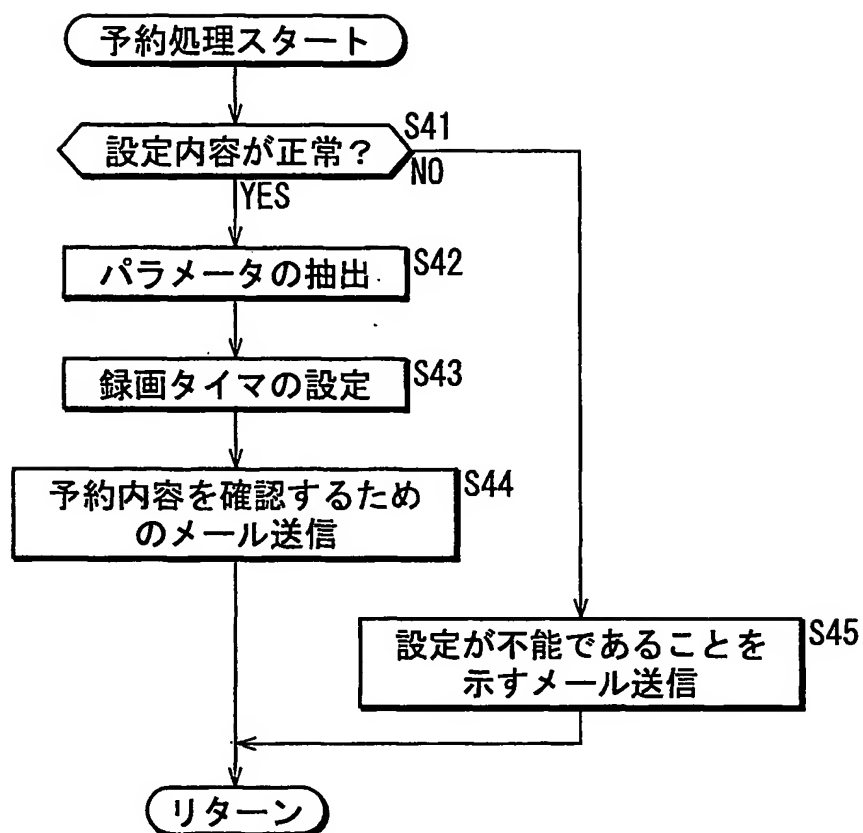 予約処理スタート
設定内容が正常?
S41
NO
YES
パラメータの抽出
S42
録画タイマの設定
S43
予約内容を確認するため
のメール送信
S44
設定が不能であることを
示すメール送信
S45
リターン